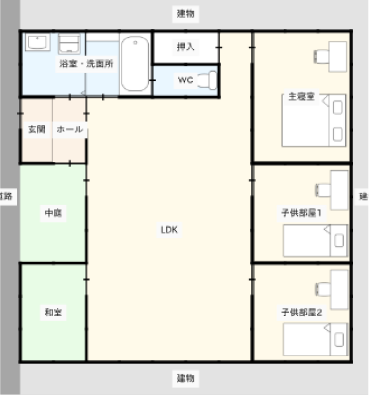 建物
押入
浴室・洗面所
WC
主寝室
玄関 ホール
道路
中庭
子供部屋1
建
LDK
和室
子供部屋2
建物